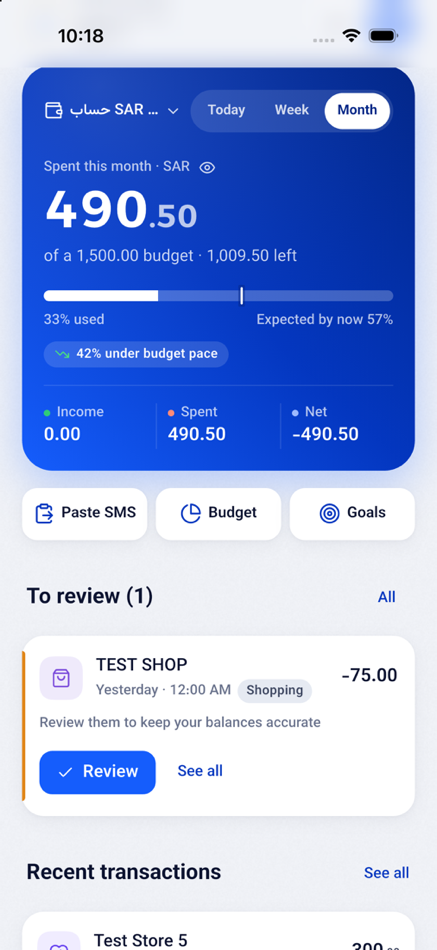 10:18
حساب SAR ...
Today Week Month
Spent this month · SAR
490.50
of a 1,500.00 budget · 1,009.50 left
33% used Expected by now 57%
42% under budget pace
Income Spent Net
0.00 490.50 -490.50
Paste SMS Budget Goals
To review (1) All
TEST SHOP
-75.00
Yesterday · 12:00 AM Shopping
Review them to keep your balances accurate
Review See all
Recent transactions See all
Test Store 5
300